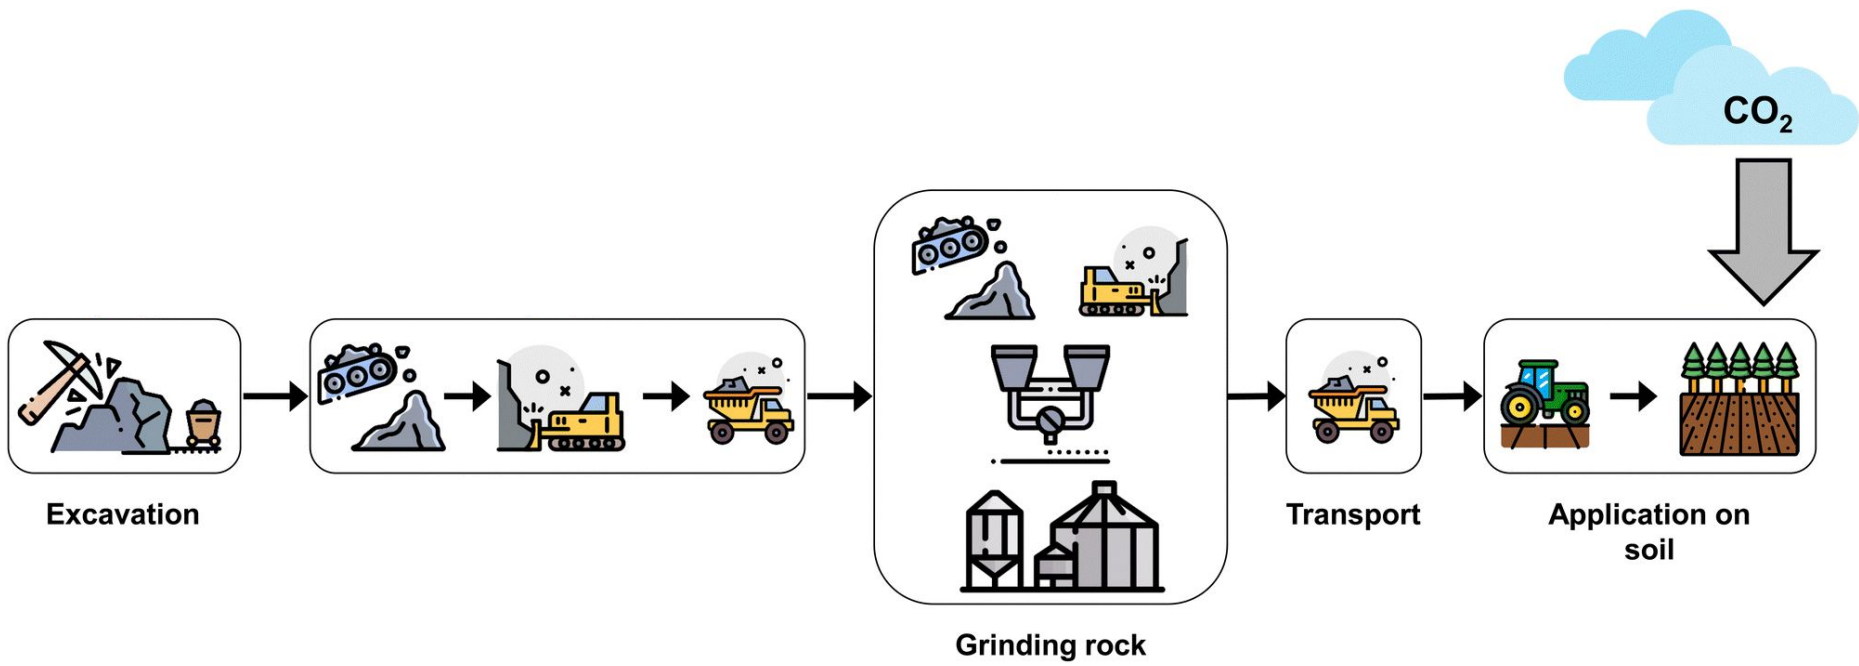 CO₂
Excavation
Transport
Application on
soil
Grinding rock